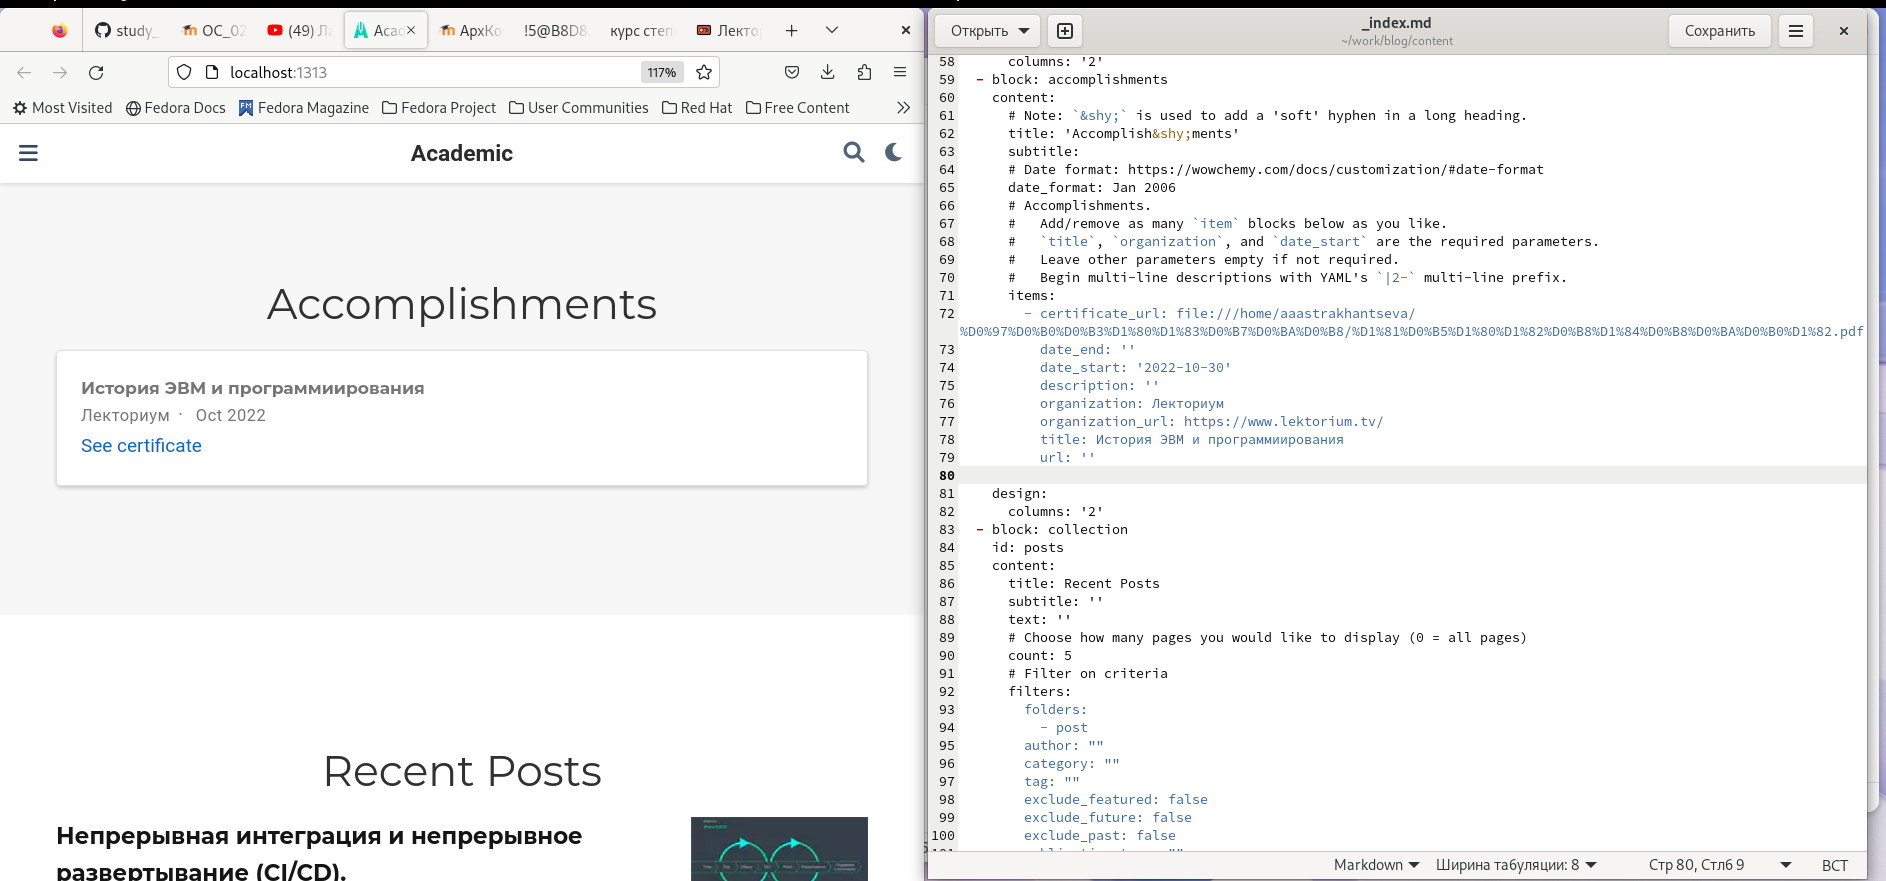 study_
ОС_02
(49) Л
Acad
АрхКо
!5@B8D8
курс степ
Лекто
localhost:1313
117%
Most Visited
Fedora Docs
Fedora Magazine
Fedora Project
User Communities
Red Hat
Free Content
Academic
Accomplishments
История ЭВМ и программиирования
Лекториум · Oct 2022
See certificate
Recent Posts
Непрерывная интеграция и непрерывное
развертывание (CI/CD).
Открыть
_index.md
~/work/blog/content
Сохранить
58 columns: '2'
59 - block: accomplishments
60 content:
61 # Note: `&shy;` is used to add a 'soft' hyphen in a long heading.
62 title: 'Accomplish&shy;ments'
63 subtitle:
64 # Date format: https://wowchemy.com/docs/customization/#date-format
65 date_format: Jan 2006
66 # Accomplishments.
67 #   Add/remove as many `item` blocks below as you like.
68 #   `title`, `organization`, and `date_start` are the required parameters.
69 #   Leave other parameters empty if not required.
70 #   Begin multi-line descriptions with YAML's `|2-` multi-line prefix.
71 items:
72 - certificate_url: file:///home/aaastrakhantseva/
%D0%97%D0%B0%D0%B3%D1%80%D1%83%D0%B7%D0%BA%D0%B8/%D1%81%D0%B5%D1%80%D1%82%D0%B8%D1%84%D0%B8%D0%BA%D0%B0%D1%82.pdf
73 date_end: ''
74 date_start: '2022-10-30'
75 description: ''
76 organization: Лекториум
77 organization_url: https://www.lektorium.tv/
78 title: История ЭВМ и программиирования
79 url: ''
80
81 design:
82 columns: '2'
83 - block: collection
84 id: posts
85 content:
86 title: Recent Posts
87 subtitle: ''
88 text: ''
89 # Choose how many pages you would like to display (0 = all pages)
90 count: 5
91 # Filter on criteria
92 filters:
93 folders:
94 - post
95 author: ""
96 category: ""
97 tag: ""
98 exclude_featured: false
99 exclude_future: false
100 exclude_past: false
Markdown
Ширина табуляции: 8
Стр 80, Стлб 9
ВСТ